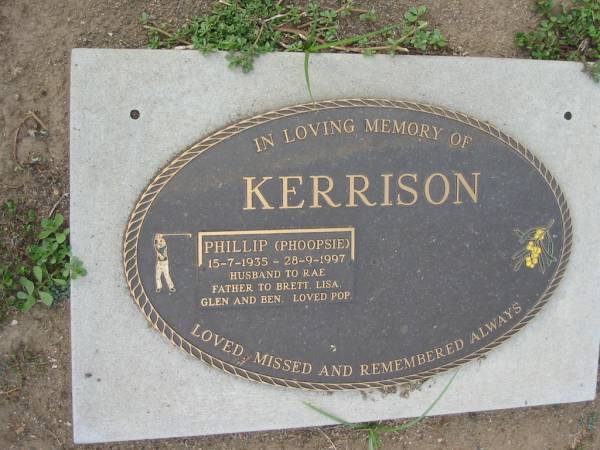 IN LOVING MEMORY OF
KERRISON
PHILLIP (PHOOPSIE)
15-7-1935 - 28-9-1997
HUSBAND TO RAE
FATHER TO BRETT. LISA.
GLEN AND BEN. LOVED POP.
LOVED, MISSED AND REMEMBERED ALWAYS